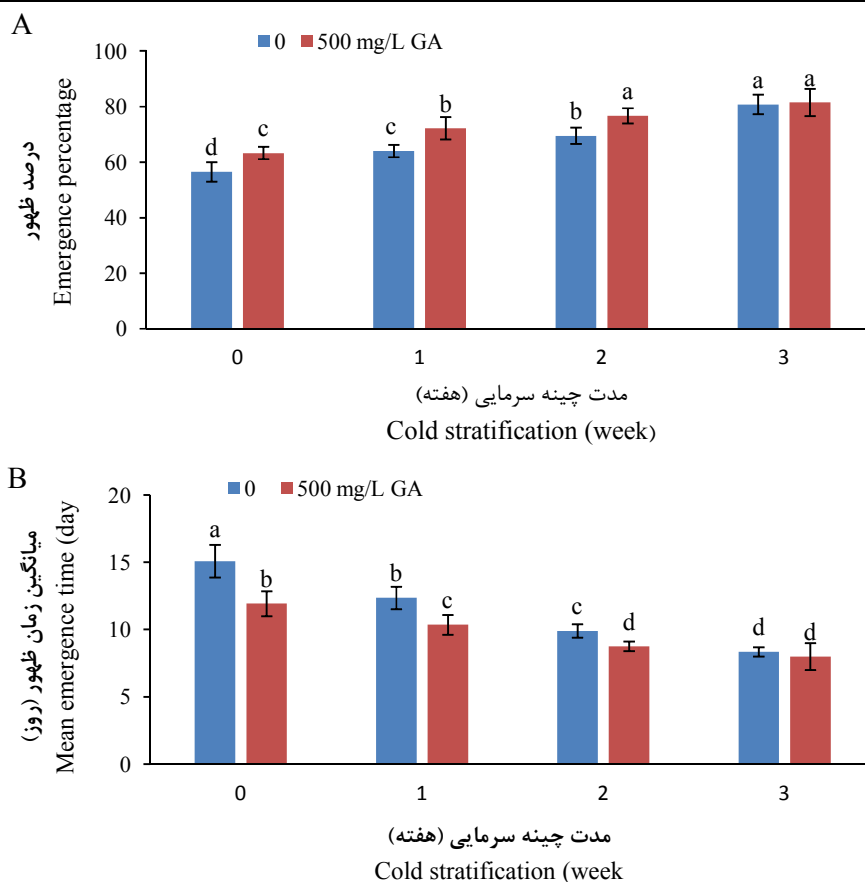 A
0 500 mg/L GA
100
80
60
40
20
0
درصد ظهور
Emergence percentage
d c c b b a a a
0 1 2 3
مدت چینه سرمایی (هفته)
Cold stratification (week)
B
0 500 mg/L GA
20
15
10
5
0
میانگین زمان ظهور (روز)
Mean emergence time (day
a b b c c d d d
0 1 2 3
مدت چینه سرمایی (هفته)
Cold stratification (week